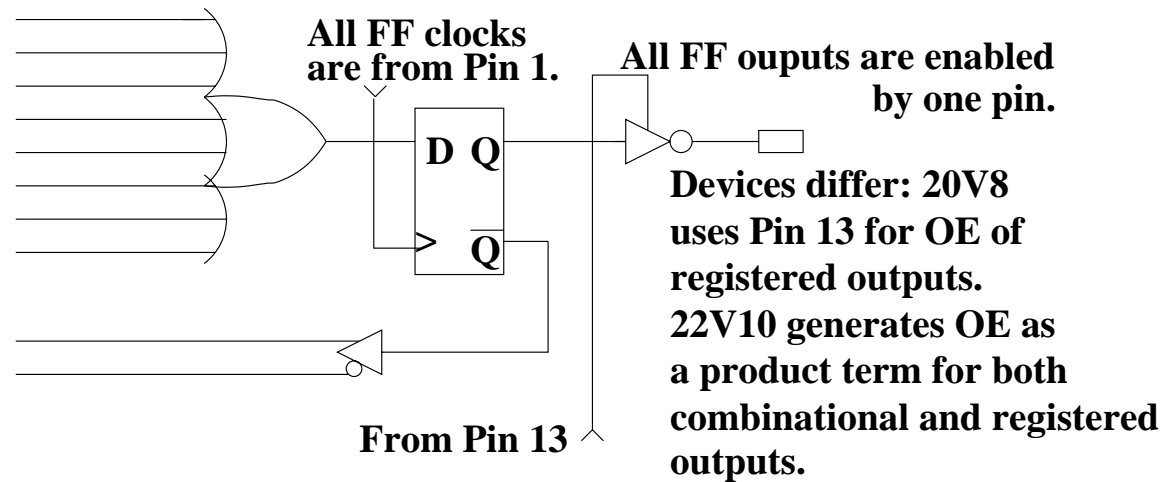 All FF clocks
are from Pin 1.
All FF ouputs are enabled
by one pin.
D Q
Q̅
Devices differ: 20V8
uses Pin 13 for OE of
registered outputs.
22V10 generates OE as
a product term for both
combinational and registered
outputs.
From Pin 13